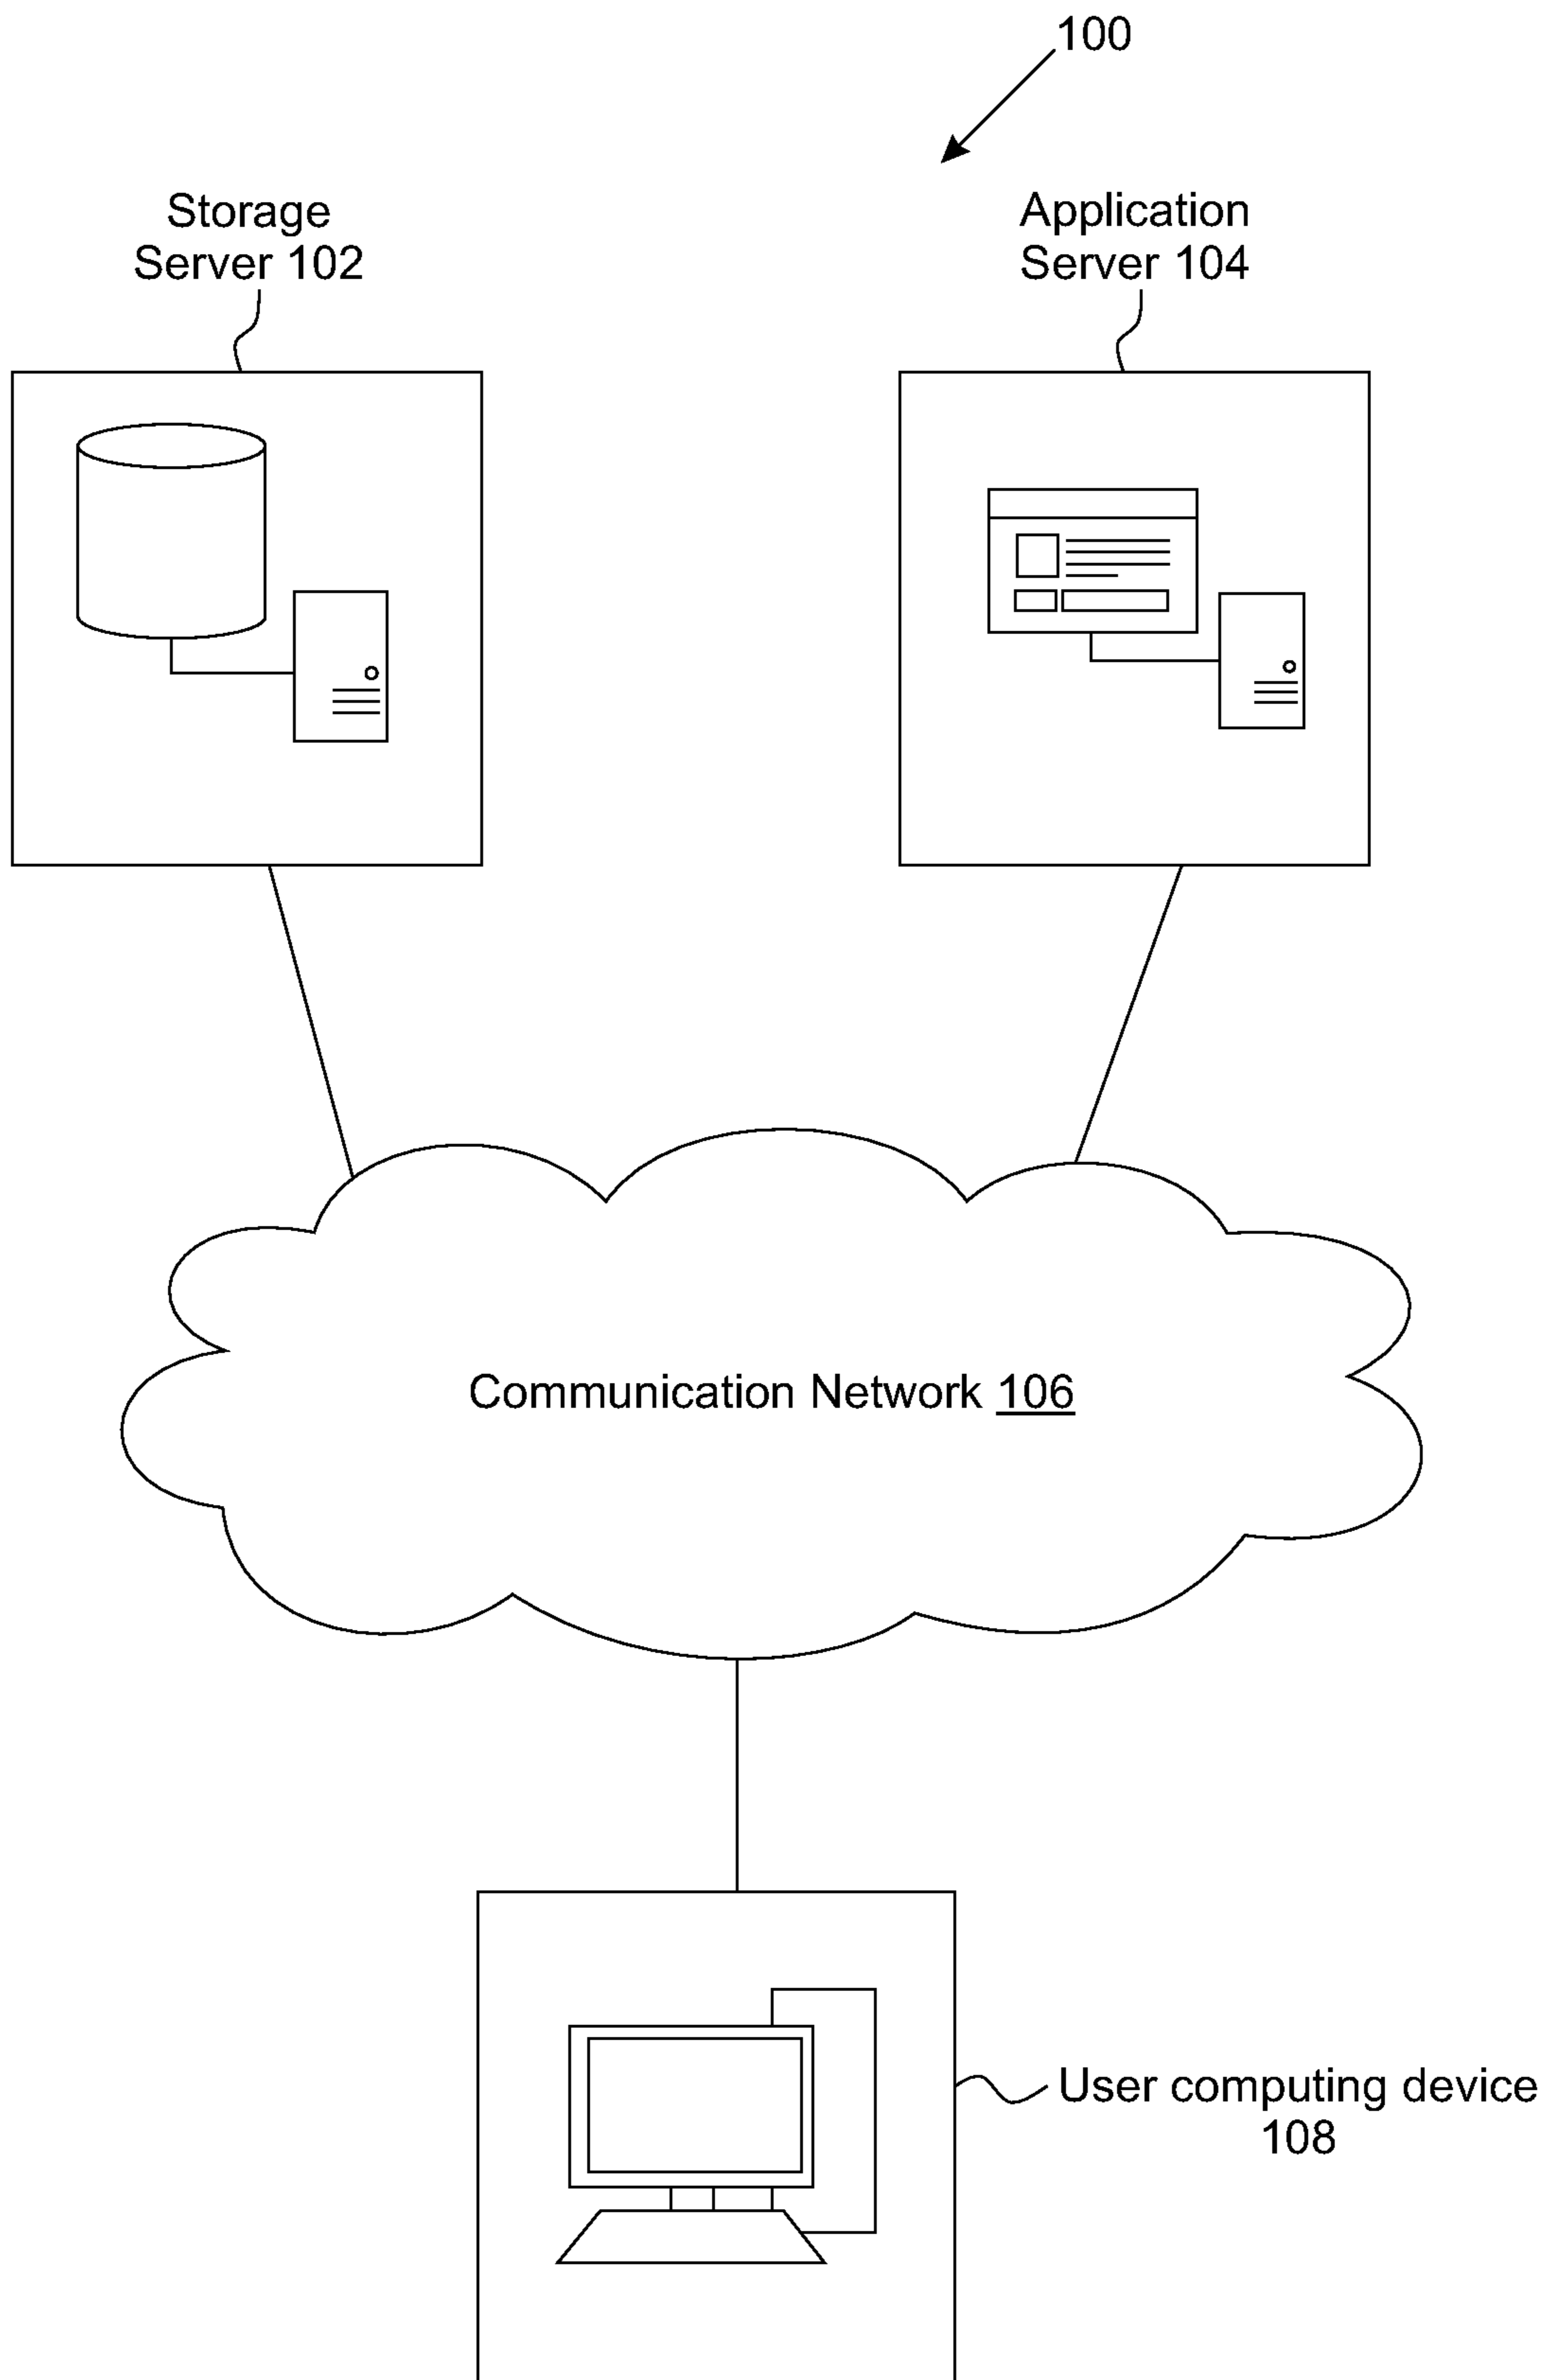 100
Storage
Server 102
Application
Server 104
Communication Network 106
User computing device
108